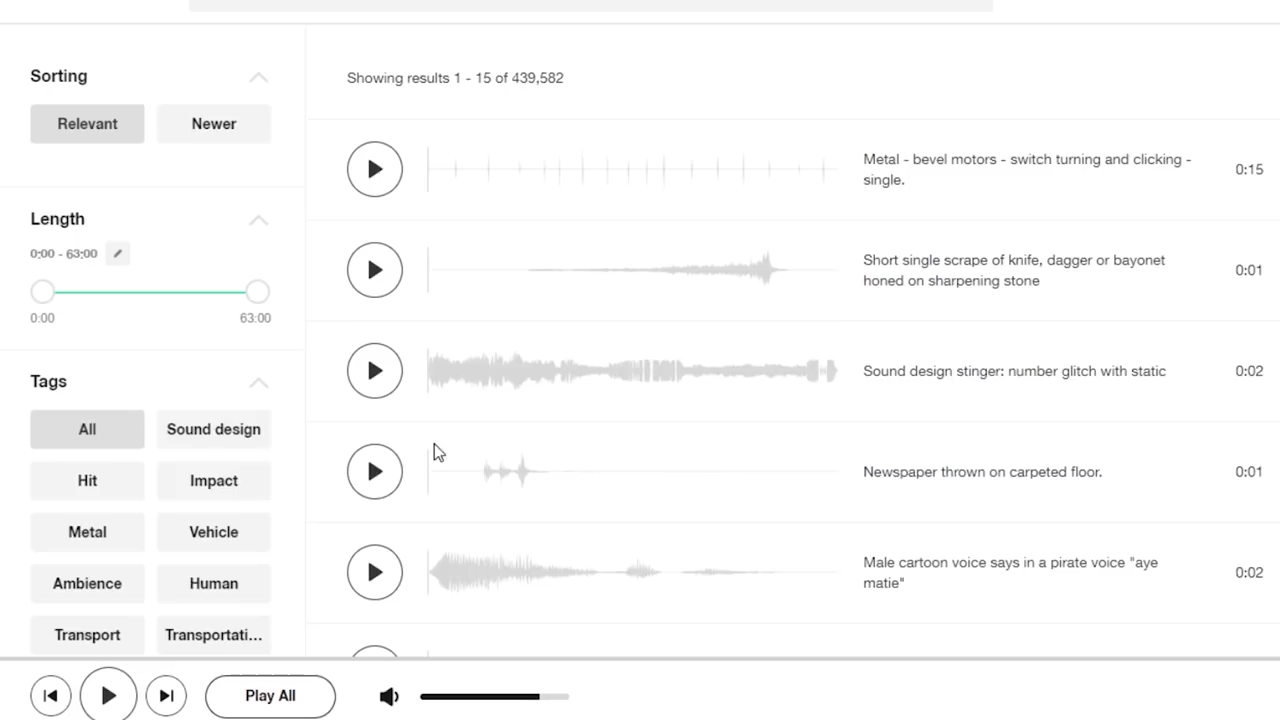 Sorting
Relevant
Newer
Length
0:00 - 63:00
0:00
63:00
Tags
All
Sound design
Hit
Impact
Metal
Vehicle
Ambience
Human
Transport
Transportati...
Showing results 1 - 15 of 439,582
Metal - bevel motors - switch turning and clicking -
single.
0:15
Short single scrape of knife, dagger or bayonet
honed on sharpening stone
0:01
Sound design stinger: number glitch with static
0:02
Newspaper thrown on carpeted floor.
0:01
Male cartoon voice says in a pirate voice "aye
matie"
0:02
Play All